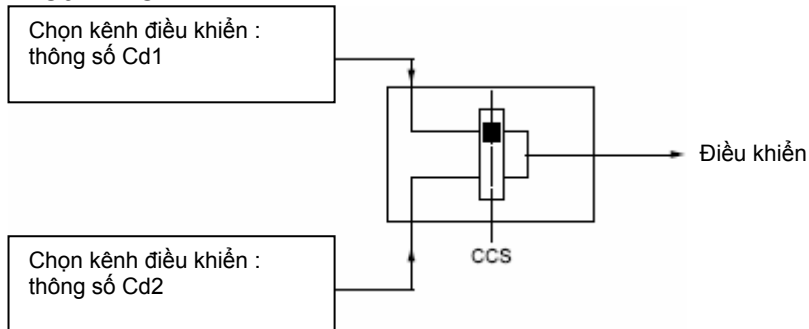 Chọn kênh điều khiển :
thông số Cd1
Điều khiển
CCS
Chọn kênh điều khiển :
thông số Cd2